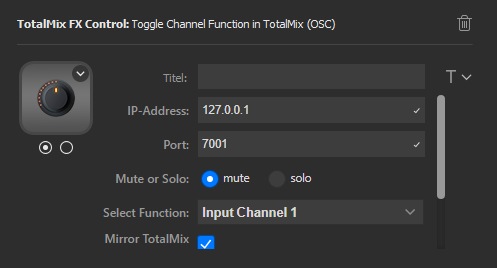 TotalMix FX Control: Toggle Channel Function in TotalMix (OSC)
Titel:
T
IP-Address: 127.0.0.1
Port: 7001
Mute or Solo: mute solo
Select Function: Input Channel 1
Mirror TotalMix